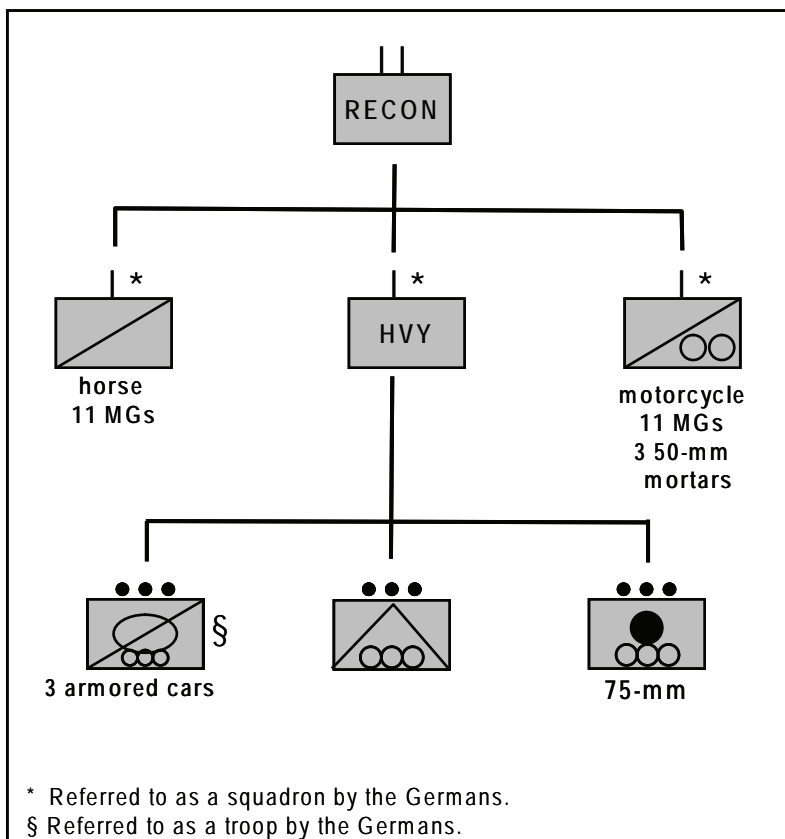 RECON
*
*
*
HVY
horse
11 MGs
motorcycle
11 MGs
3 50-mm
mortars
§
3 armored cars
75-mm
* Referred to as a squadron by the Germans.
§ Referred to as a troop by the Germans.